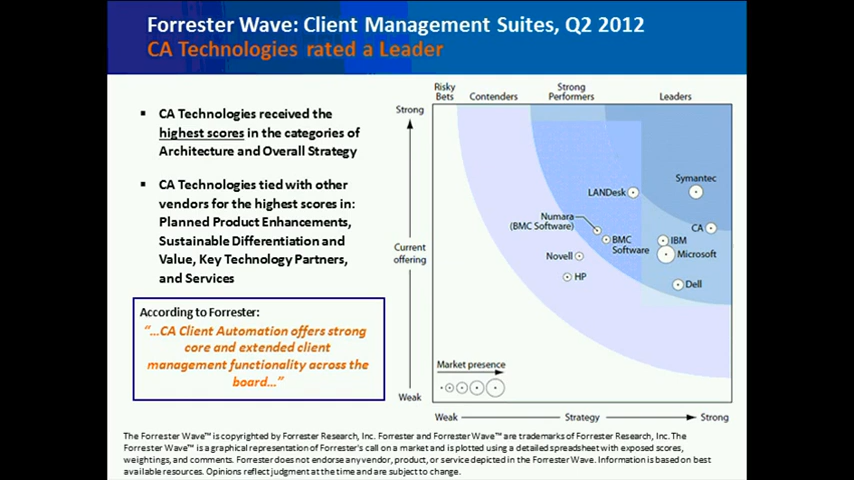 Forrester Wave: Client Management Suites, Q2 2012
CA Technologies rated a Leader
▪ CA Technologies received the
highest scores in the categories of
Architecture and Overall Strategy
▪ CA Technologies tied with other
vendors for the highest scores in:
Planned Product Enhancements,
Sustainable Differentiation and
Value, Key Technology Partners,
and Services
According to Forrester:
“…CA Client Automation offers strong
core and extended client
management functionality across the
board…”
Risky
Bets
Contenders
Strong
Performers
Leaders
Strong
Current
offering
Weak
Symantec
LANDesk
Numara
(BMC Software)
CA
BMC
Software
IBM
Microsoft
Novell
HP
Dell
Market presence
Weak
Strategy
Strong
The Forrester Wave™ is copyrighted by Forrester Research, Inc. Forrester and Forrester Wave™ are trademarks of Forrester Research, Inc. The
Forrester Wave™ is a graphical representation of Forrester's call on a market and is plotted using a detailed spreadsheet with exposed scores,
weightings, and comments. Forrester does not endorse any vendor, product, or service depicted in the Forrester Wave. Information is based on best
available resources. Opinions reflect judgment at the time and are subject to change.